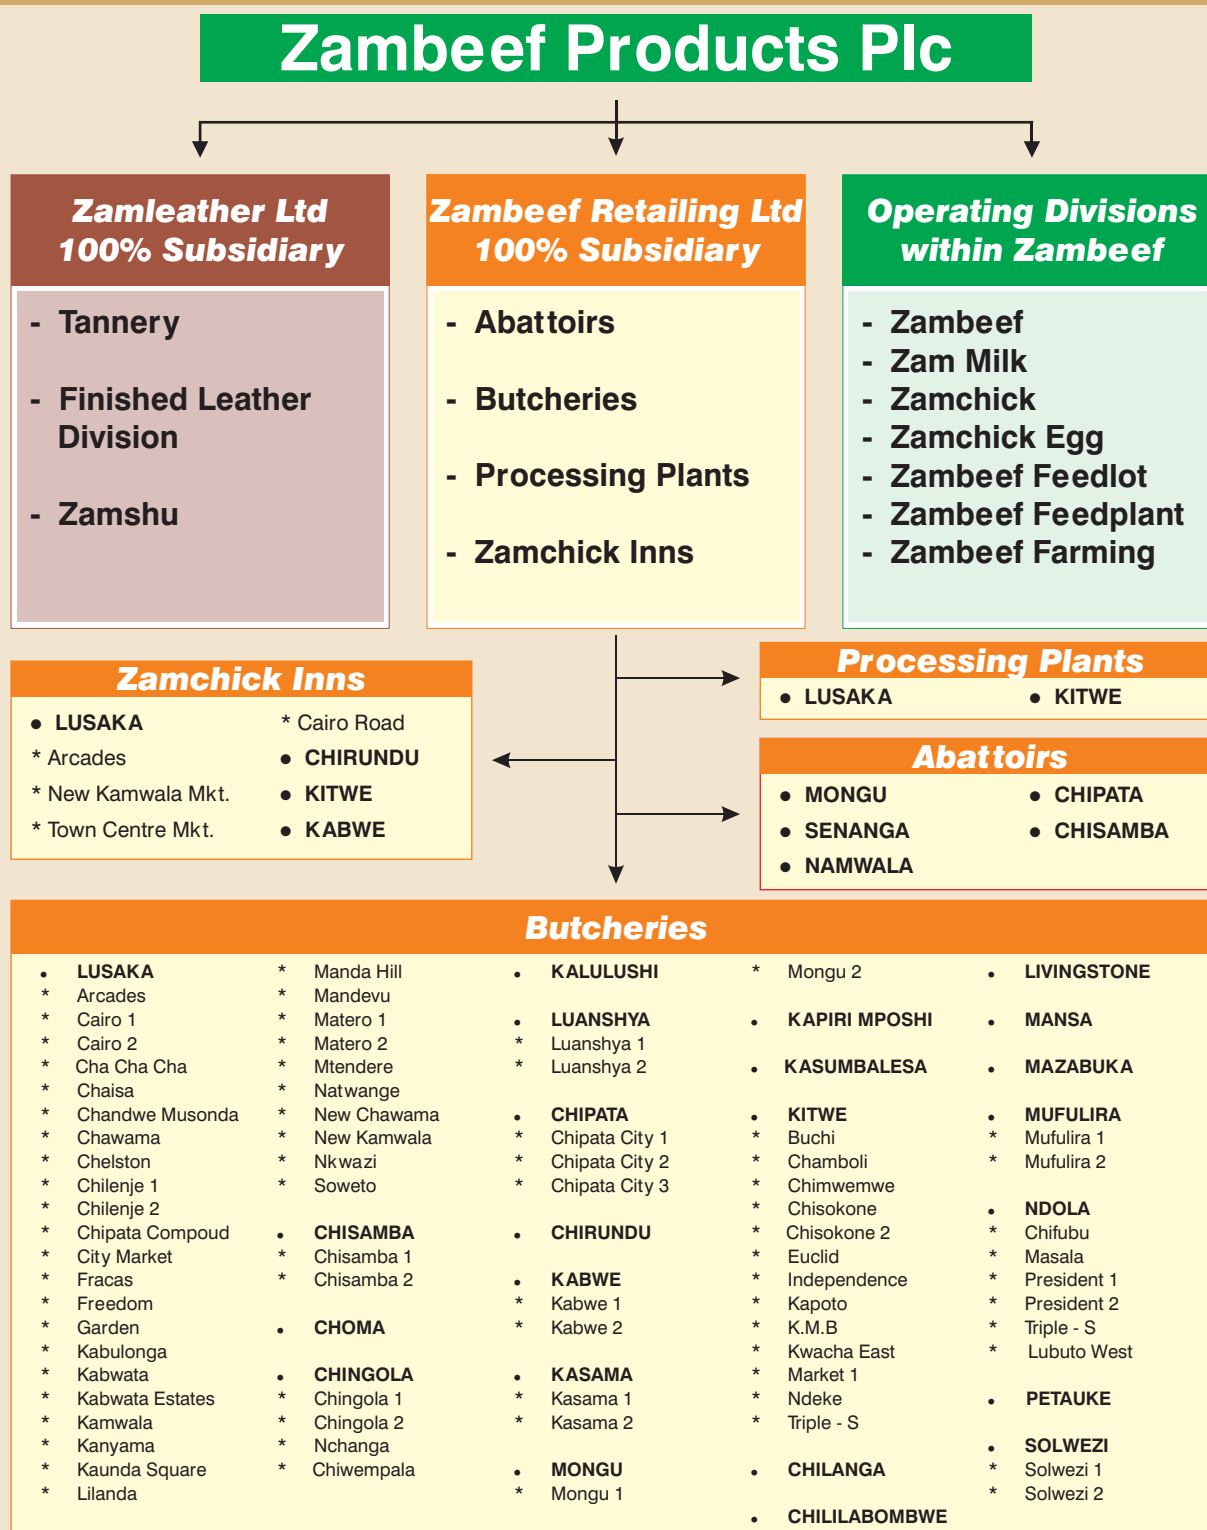 Zambeef Products Plc
Zamleather Ltd
100% Subsidiary
- Tannery
- Finished Leather
Division
- Zamshu
Zambeef Retailing Ltd
100% Subsidiary
- Abattoirs
- Butcheries
- Processing Plants
- Zamchick Inns
Operating Divisions
within Zambeef
- Zambeef
- Zam Milk
- Zamchick
- Zamchick Egg
- Zambeef Feedlot
- Zambeef Feedplant
- Zambeef Farming
Zamchick Inns
● LUSAKA
* Arcades
* New Kamwala Mkt.
* Town Centre Mkt.
* Cairo Road
● CHIRUNDU
● KITWE
● KABWE
Processing Plants
● LUSAKA
● KITWE
Abattoirs
● MONGU
● SENANGA
● NAMWALA
● CHIPATA
● CHISAMBA
Butcheries
• LUSAKA
* Arcades
* Cairo 1
* Cairo 2
* Cha Cha Cha
* Chaisa
* Chandwe Musonda
* Chawama
* Chelston
* Chilenje 1
* Chilenje 2
* Chipata Compoud
* City Market
* Fracas
* Freedom
* Garden
* Kabulonga
* Kabwata
* Kabwata Estates
* Kamwala
* Kanyama
* Kaunda Square
* Lilanda
* Manda Hill
* Mandevu
* Matero 1
* Matero 2
* Mtendere
* Natwange
* New Chawama
* New Kamwala
* Nkwazi
* Soweto
• CHISAMBA
* Chisamba 1
* Chisamba 2
• CHOMA
• CHINGOLA
* Chingola 1
* Chingola 2
* Nchanga
* Chiwempala
• KALULUSHI
• LUANSHYA
* Luanshya 1
* Luanshya 2
• CHIPATA
* Chipata City 1
* Chipata City 2
* Chipata City 3
• CHIRUNDU
• KABWE
* Kabwe 1
* Kabwe 2
• KASAMA
* Kasama 1
* Kasama 2
• MONGU
* Mongu 1
* Mongu 2
• KAPIRI MPOSHI
• KASUMBALESA
• KITWE
* Buchi
* Chamboli
* Chimwemwe
* Chisokone
* Chisokone 2
* Euclid
* Independence
* Kapoto
* K.M.B
* Kwacha East
* Market 1
* Ndeke
* Triple - S
• CHILANGA
• CHILILABOMBWE
• LIVINGSTONE
• MANSA
• MAZABUKA
• MUFULIRA
* Mufulira 1
* Mufulira 2
• NDOLA
* Chifubu
* Masala
* President 1
* President 2
* Triple - S
* Lubuto West
• PETAUKE
• SOLWEZI
* Solwezi 1
* Solwezi 2